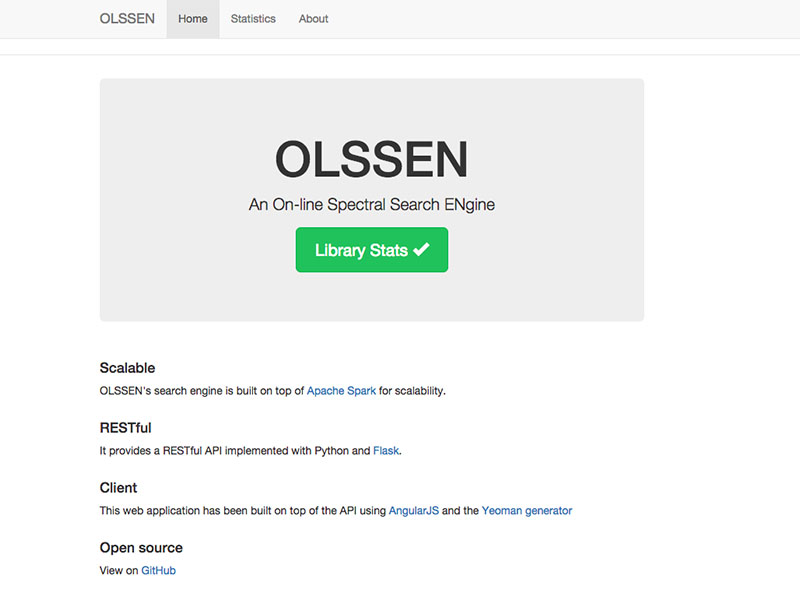 OLSSEN Home Statistics About
OLSSEN
An On-line Spectral Search ENgine
Library Stats
Scalable
OLSSEN's search engine is built on top of Apache Spark for scalability.
RESTful
It provides a RESTful API implemented with Python and Flask.
Client
This web application has been built on top of the API using AngularJS and the Yeoman generator
Open source
View on GitHub